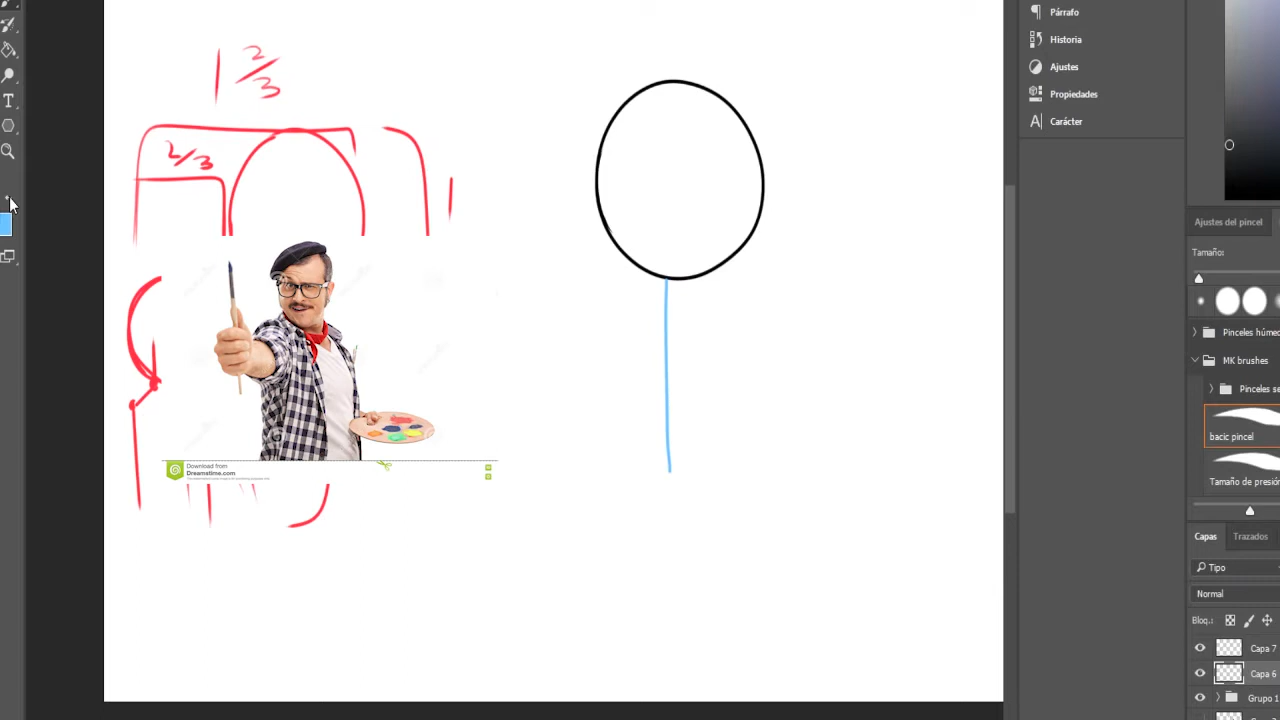 1 2/3
2/3
1
Download from
Dreamstime.com
Párrafo
Historia
Ajustes
Propiedades
Carácter
Ajustes del pincel
Tamaño:
Pinceles húme
MK brushes
Pinceles se
bacic pincel
Tamaño de presió
Capas
Trazados
Tipo
Normal
Bloq.:
Capa 7
Capa 6
Grupo 1